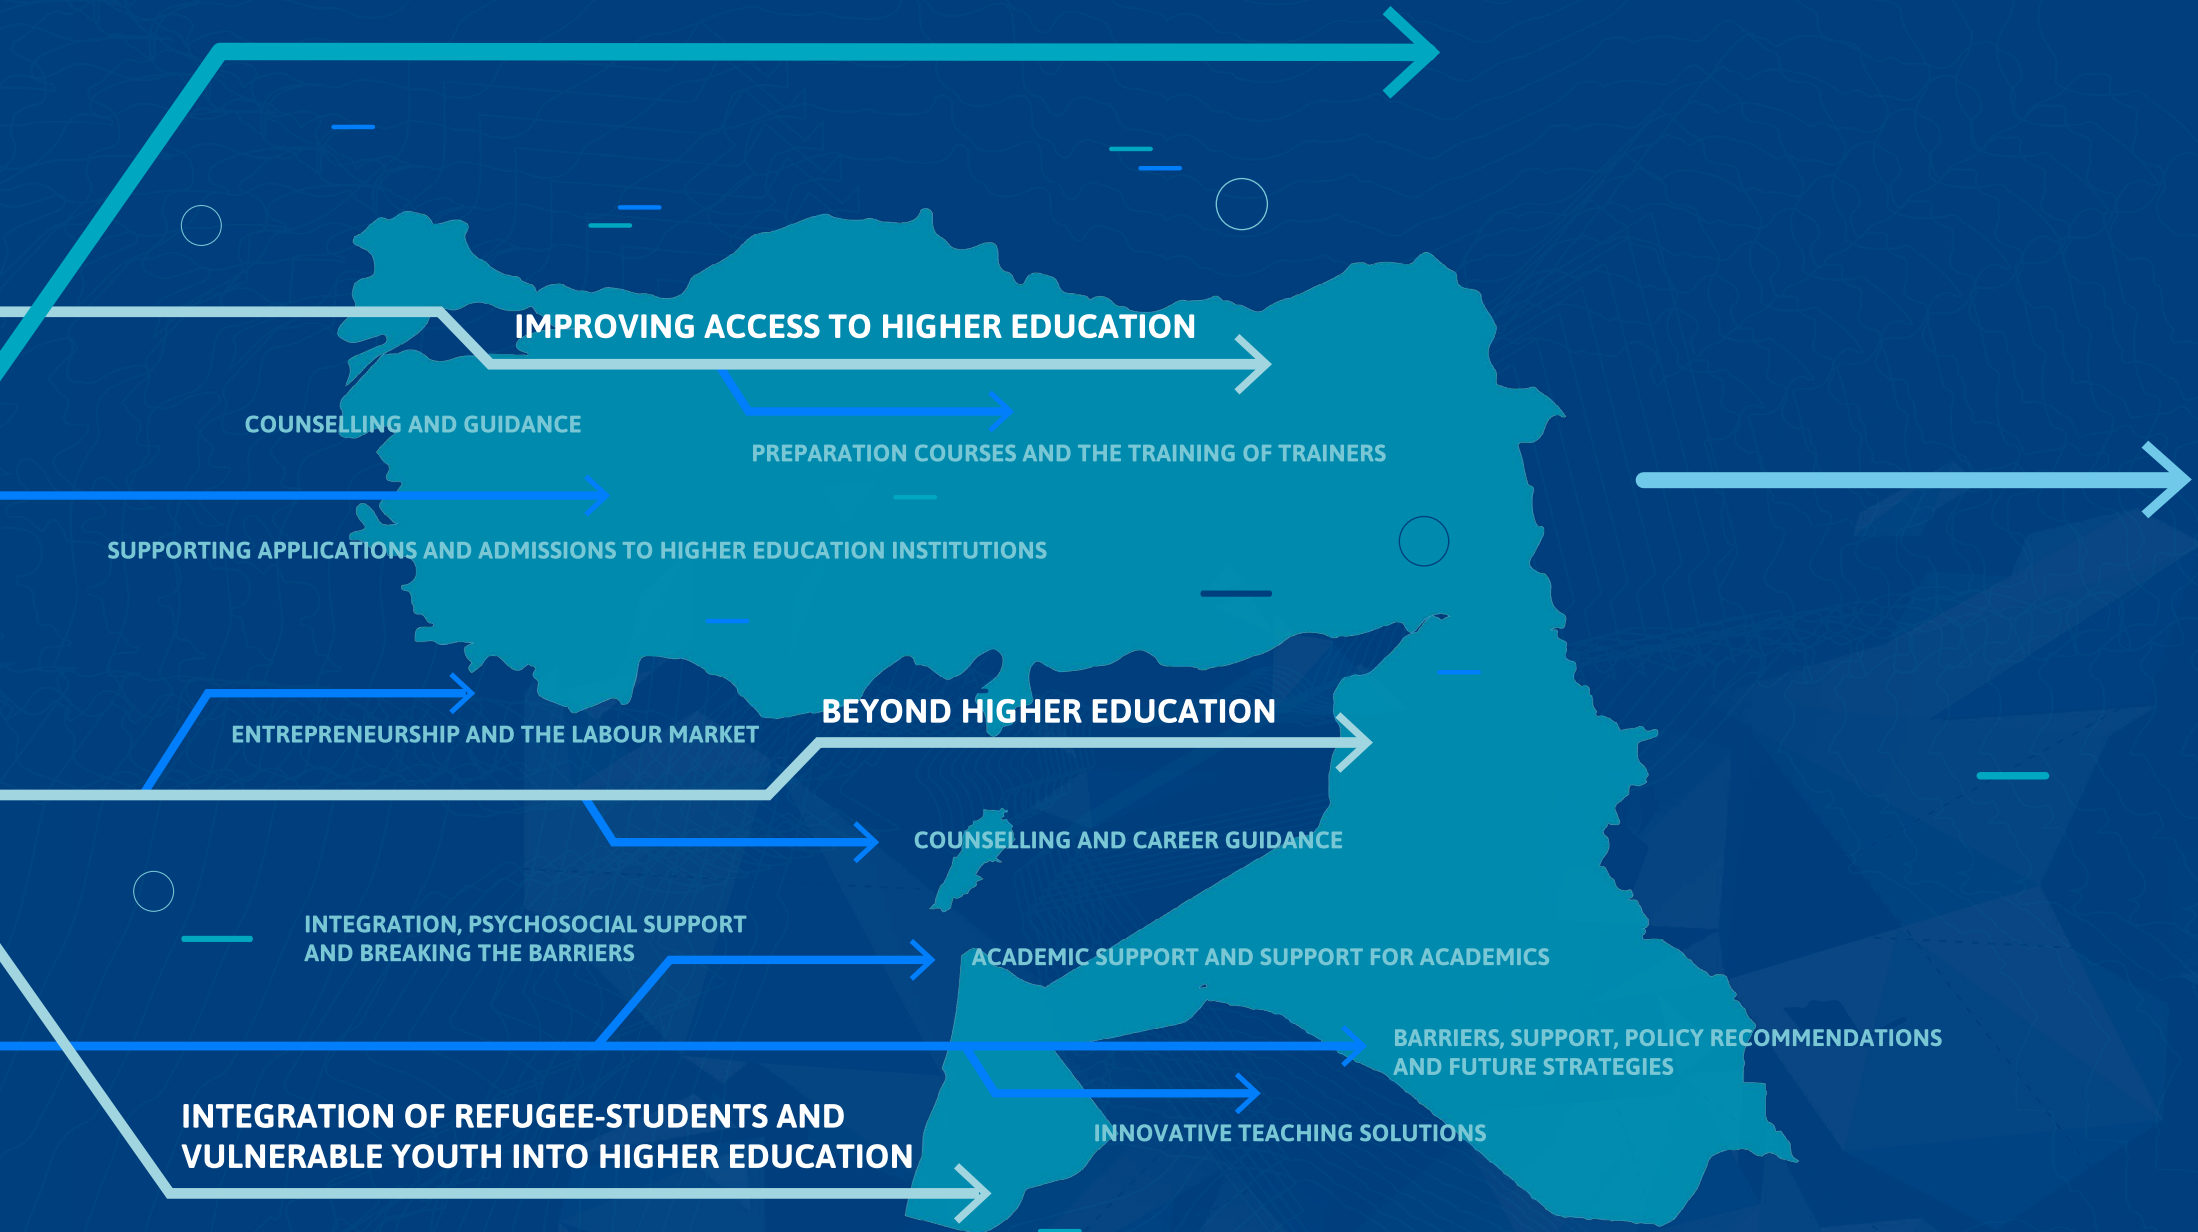 IMPROVING ACCESS TO HIGHER EDUCATION
COUNSELLING AND GUIDANCE
PREPARATION COURSES AND THE TRAINING OF TRAINERS
SUPPORTING APPLICATIONS AND ADMISSIONS TO HIGHER EDUCATION INSTITUTIONS
BEYOND HIGHER EDUCATION
ENTREPRENEURSHIP AND THE LABOUR MARKET
COUNSELLING AND CAREER GUIDANCE
INTEGRATION, PSYCHOSOCIAL SUPPORT
AND BREAKING THE BARRIERS
ACADEMIC SUPPORT AND SUPPORT FOR ACADEMICS
BARRIERS, SUPPORT, POLICY RECOMMENDATIONS
AND FUTURE STRATEGIES
INNOVATIVE TEACHING SOLUTIONS
INTEGRATION OF REFUGEE-STUDENTS AND
VULNERABLE YOUTH INTO HIGHER EDUCATION